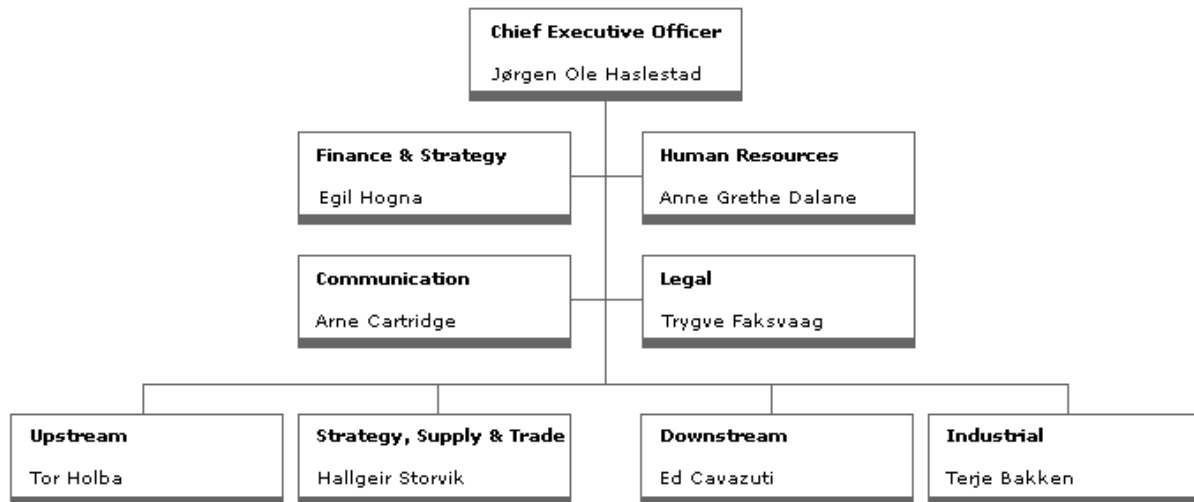 Chief Executive Officer
Jørgen Ole Haslestad
Finance & Strategy
Egil Hogna
Human Resources
Anne Grethe Dalane
Communication
Arne Cartridge
Legal
Trygve Faksvaag
Upstream
Tor Holba
Strategy, Supply & Trade
Hallgeir Storvik
Downstream
Ed Cavazuti
Industrial
Terje Bakken